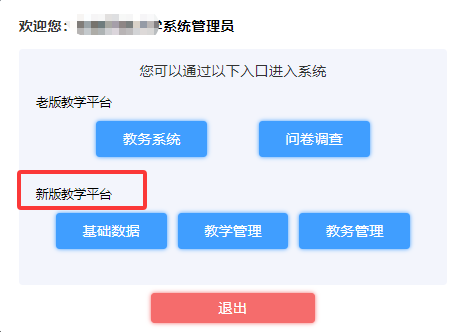 欢迎您：学系统管理员
您可以通过以下入口进入系统
老版教学平台
教务系统 问卷调查
新版教学平台
基础数据 教学管理 教务管理
退出